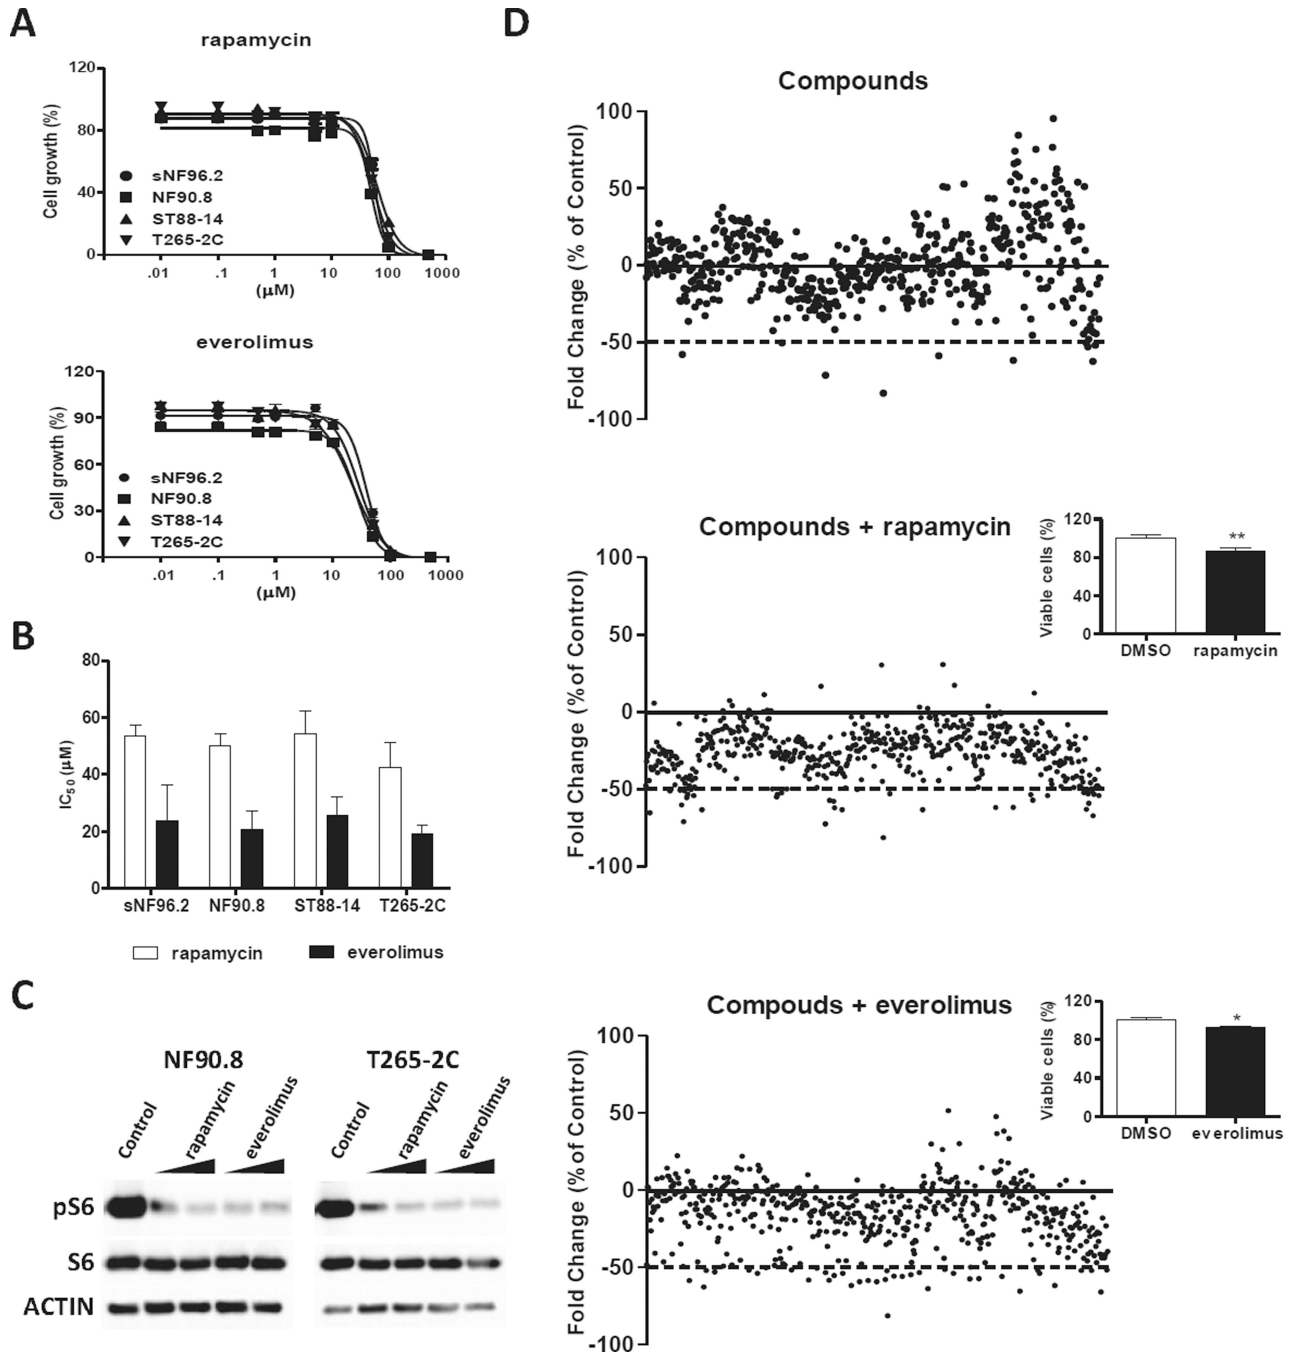 A
rapamycin
120
80
40
0
Cell growth (%)
sNF96.2
NF90.8
ST88-14
T265-2C
.01 .1 1 10 100 1000
(μM)
everolimus
120
90
60
30
0
Cell growth (%)
sNF96.2
NF90.8
ST88-14
T265-2C
.01 .1 1 10 100 1000
(μM)
B
80
60
40
20
0
IC50 (μM)
sNF96.2 NF90.8 ST88-14 T265-2C
rapamycin everolimus
C
NF90.8 T265-2C
Control rapamycin everolimus Control rapamycin everolimus
pS6
S6
ACTIN
D
Compounds
100
50
0
-50
-100
Fold Change (% of Control)
Compounds + rapamycin
100
50
0
-50
-100
Fold Change (% of Control)
120
80
40
0
Viable cells (%)
**
DMSO rapamycin
Compouds + everolimus
100
50
0
-50
-100
Fold Change (% of Control)
120
80
40
0
Viable cells (%)
*
DMSO everolimus